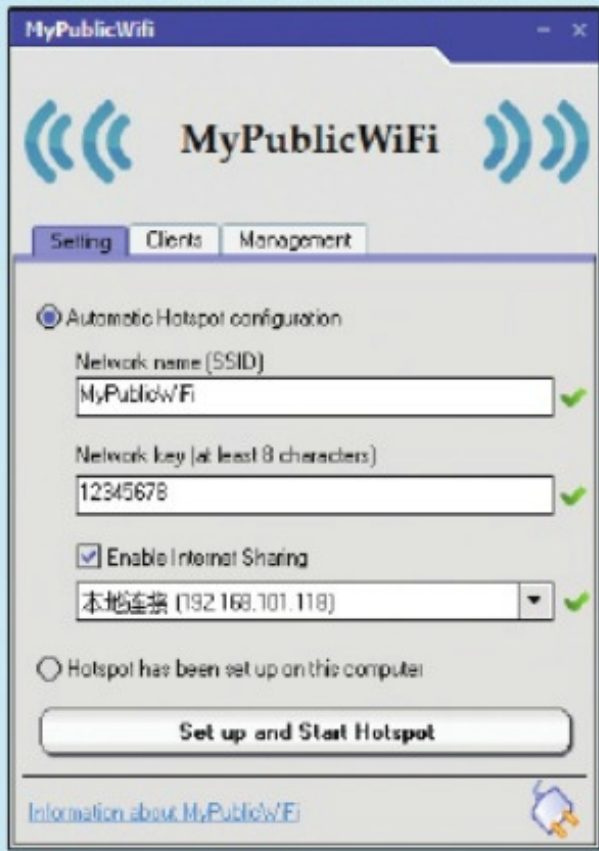 MyPublicWifi
MyPublicWiFi
Setting Clients Management
Automatic Hotspot configuration
Network name (SSID)
MyPublicWiFi
Network key (at least 8 characters)
12345678
Enable Internet Sharing
本地连接 (192.168.101.118)
Hotspot has been set up on this computer
Set up and Start Hotspot
Information about MyPublicWiFi